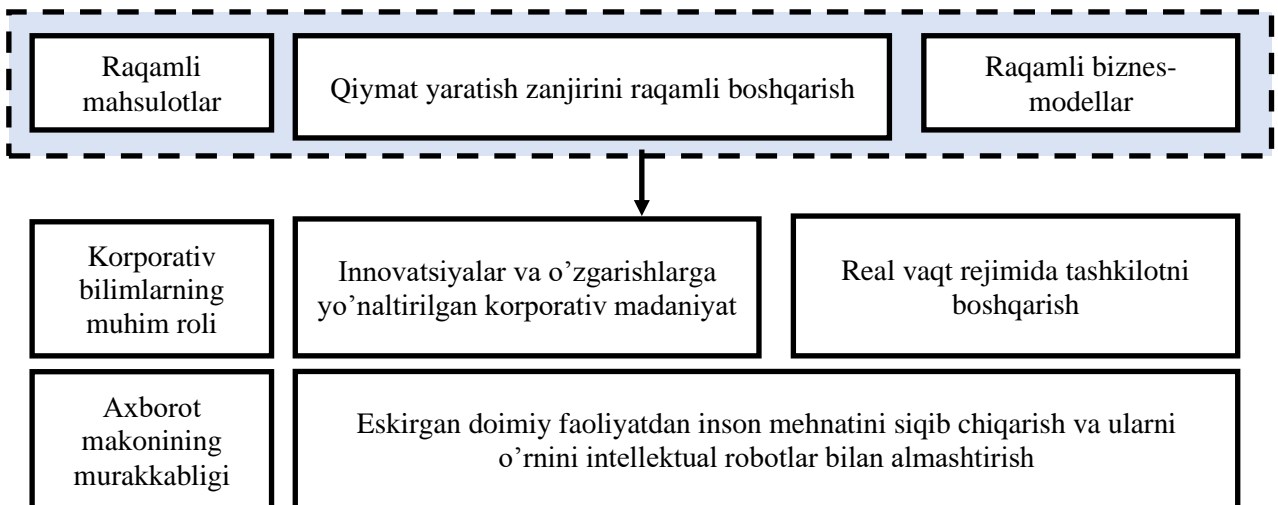 Raqamli
mahsulotlar
Qiymat yaratish zanjirini raqamli boshqarish
Raqamli biznes-
modellar
Korporativ
bilimlarning
muhim roli
Innovatsiyalar va o’zgarishlarga
yo’naltirilgan korporativ madaniyat
Real vaqt rejimida tashkilotni
boshqarish
Axborot
makonining
murakkabligi
Eskirgan doimiy faoliyatdan inson mehnatini siqib chiqarish va ularni
o’rnini intellektual robotlar bilan almashtirish